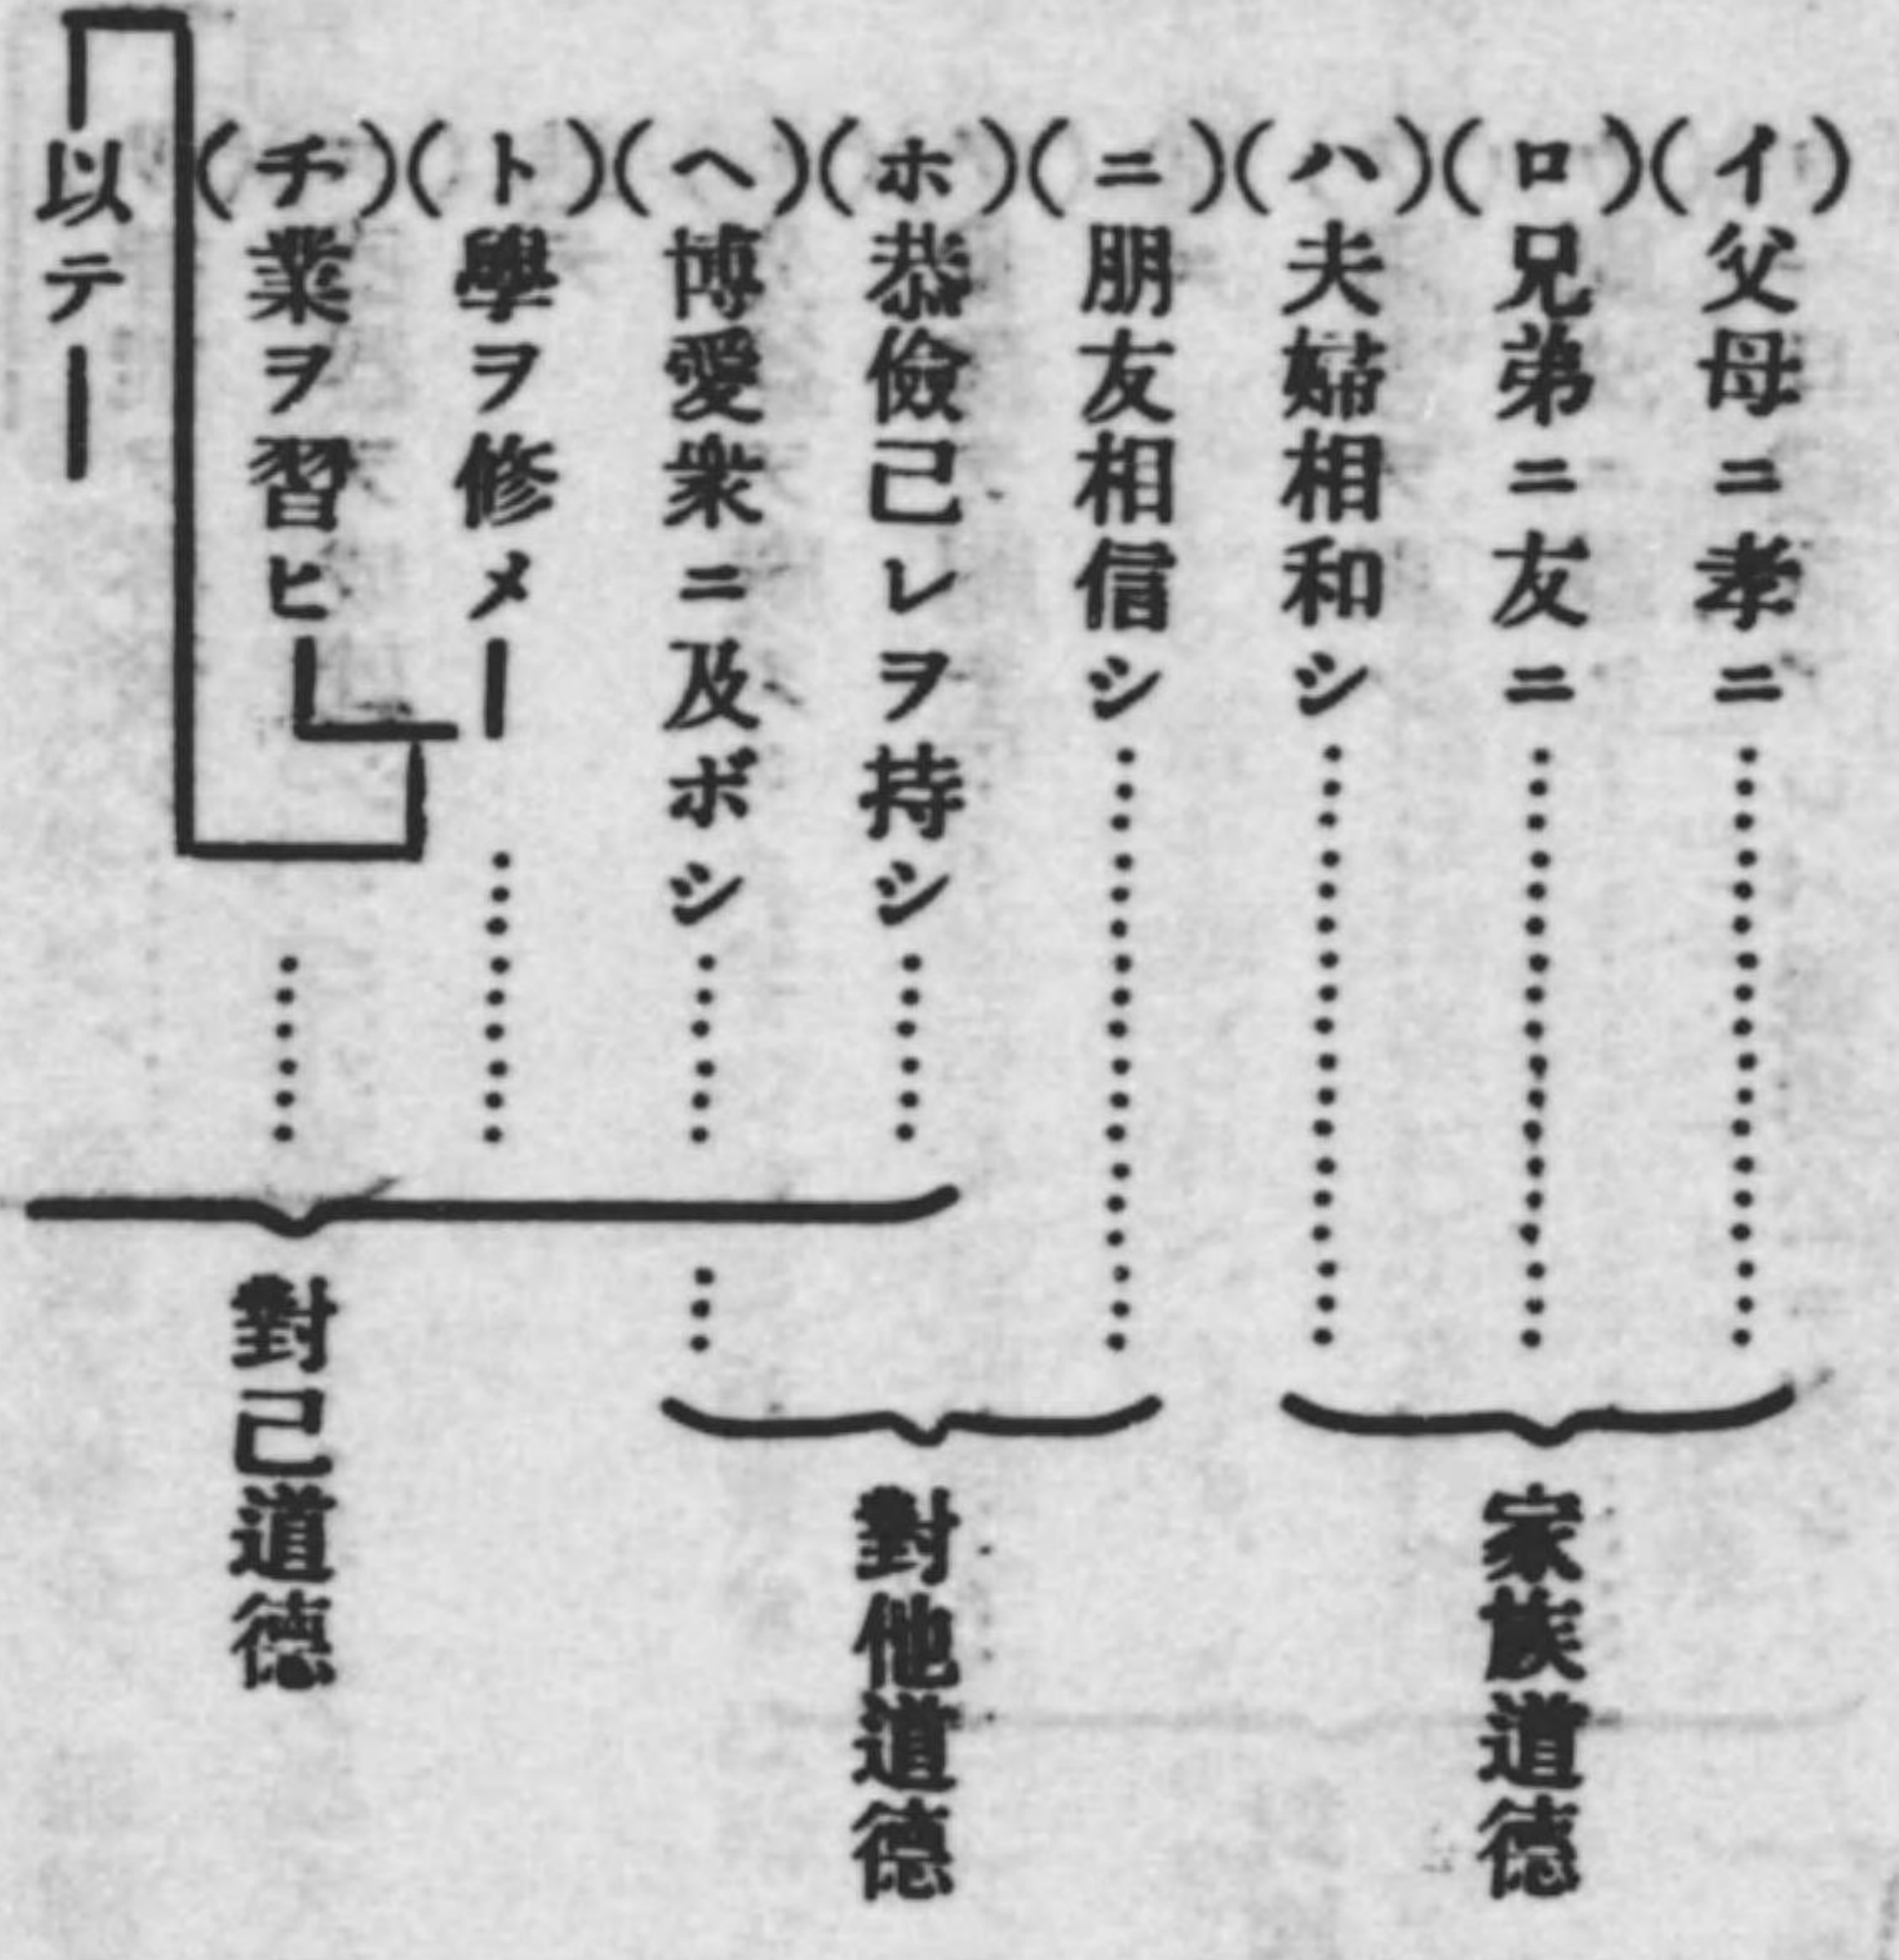 (イ)父母ニ孝ニ
(ロ)兄弟ニ友ニ
(ハ)夫婦相和シ
(ニ)朋友相信シ
(ホ)恭儉己レヲ持シ
(ヘ)博愛衆ニ及ボシ
(ト)學ヲ修メ
(チ)業ヲ習ヒ
以テ
家族道徳
對他道徳
對己道徳